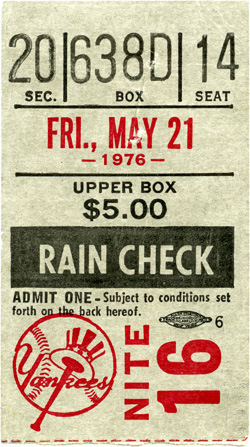 20 | 638D | 14
SEC. BOX SEAT
FRI., MAY 21
— 1976 —
UPPER BOX
$5.00
RAIN CHECK
ADMIT ONE - Subject to conditions set
forth on the back hereof.
6
Yankees
NITE
16